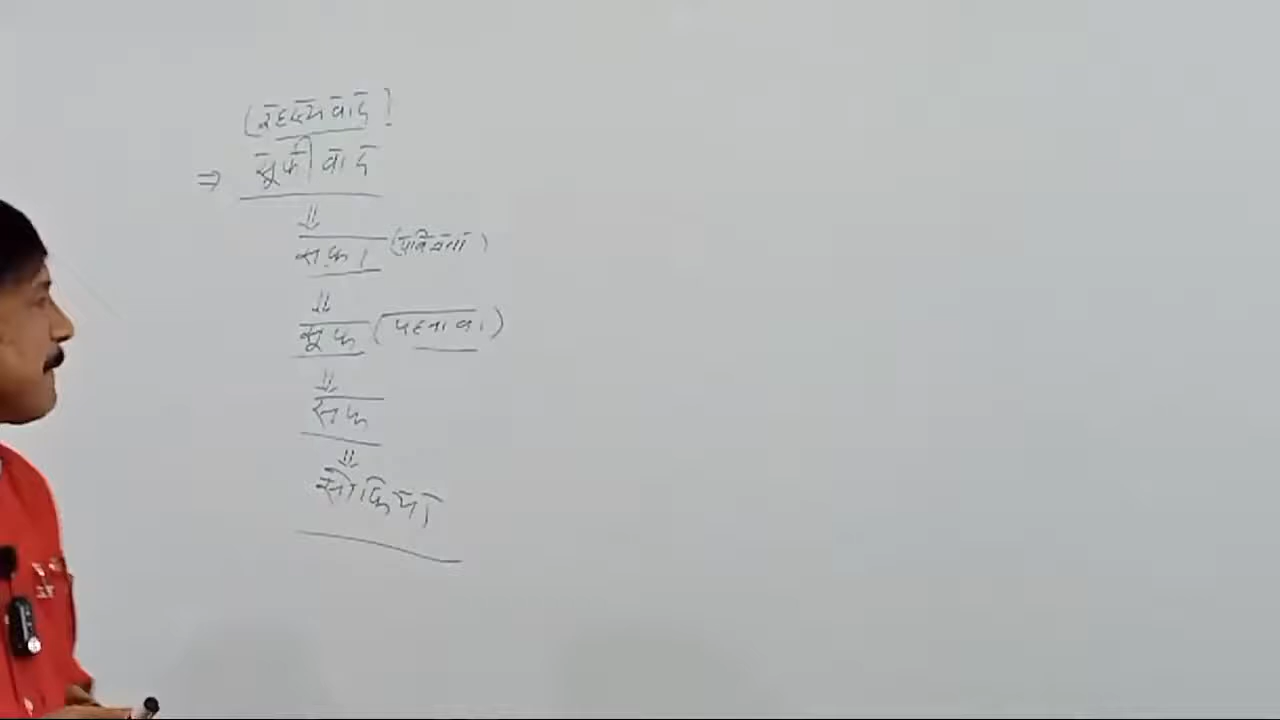 (रहस्यवाद)
⇒ सूफीवाद
सफा (पवित्रता)
सूफ (पहनावा)
सफ
सोफिया